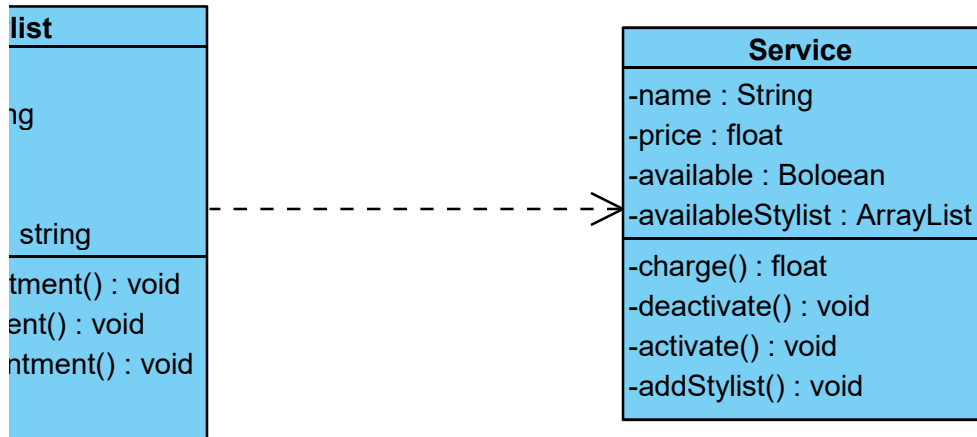 list
ng
string
tment() : void
ent() : void
ntment() : void
Service
-name : String
-price : float
-available : Boloean
-availableStylist : ArrayList
-charge() : float
-deactivate() : void
-activate() : void
-addStylist() : void